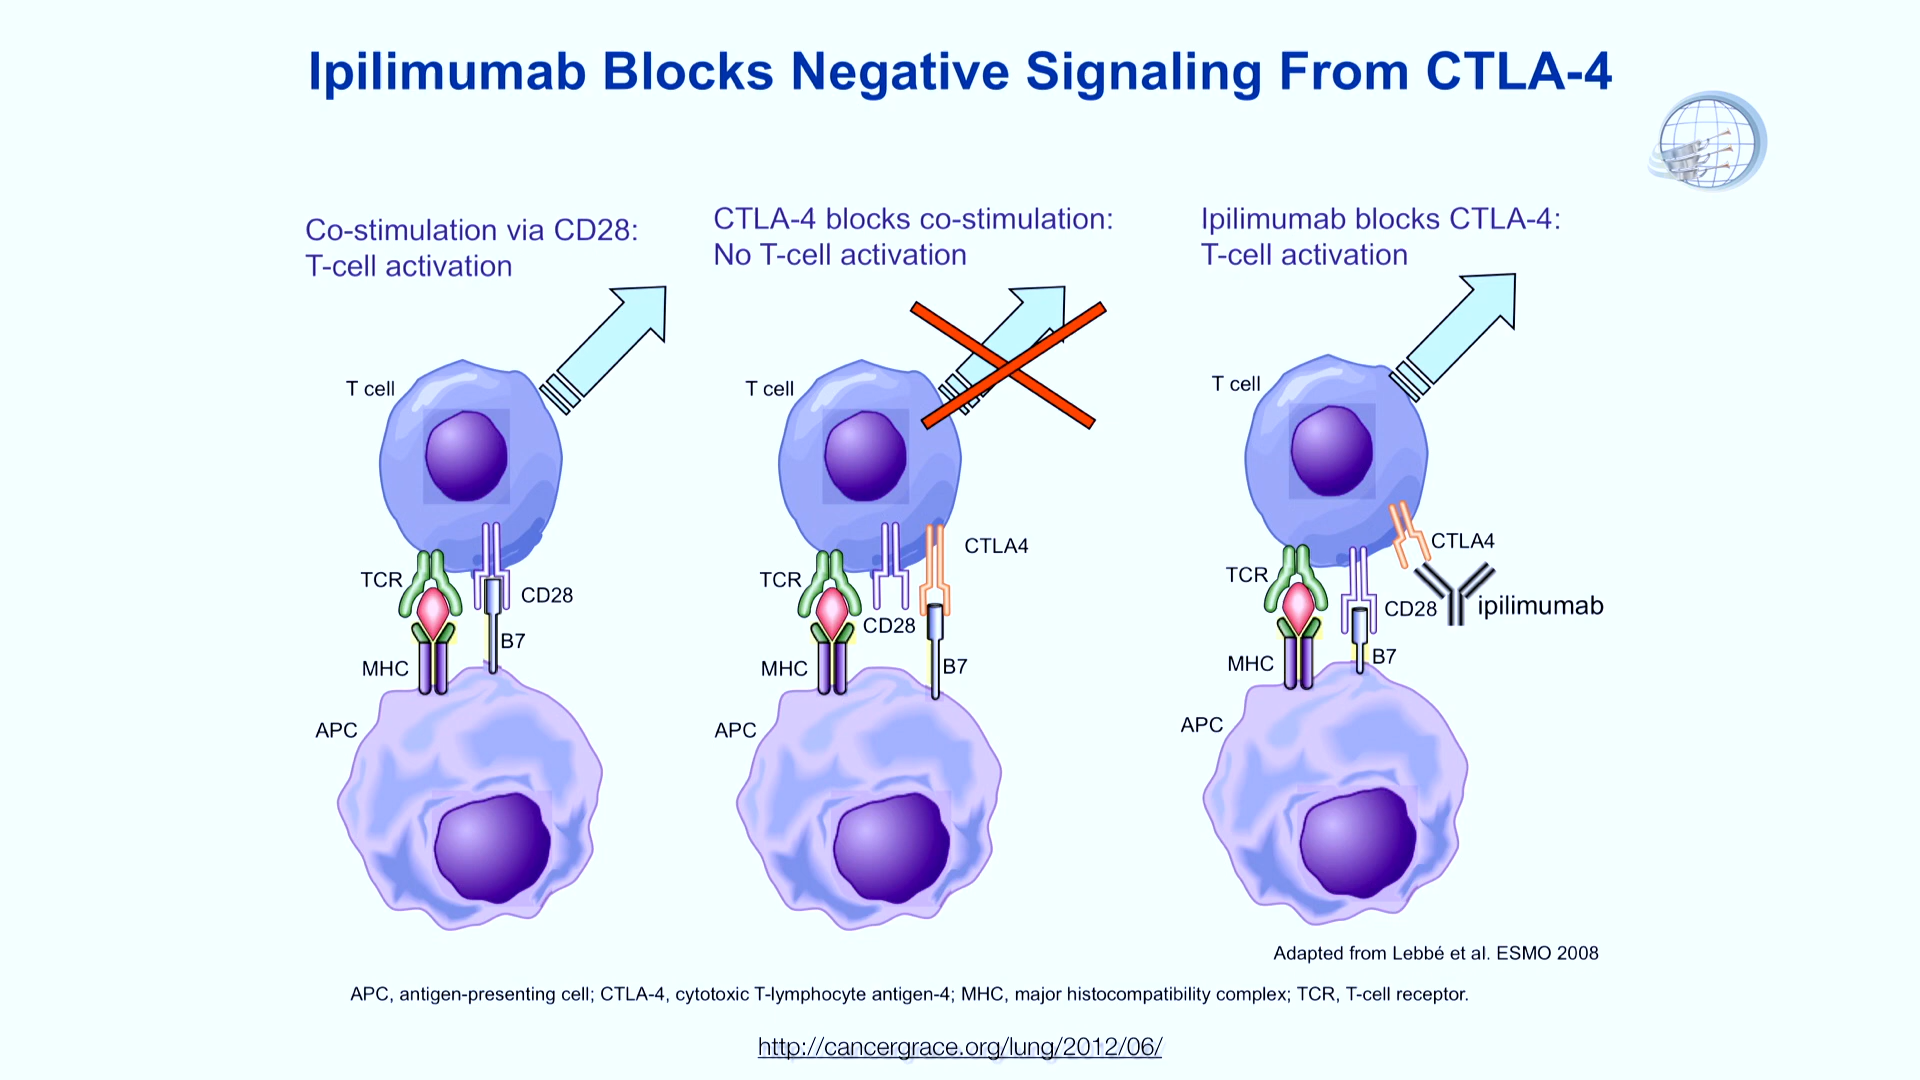 Ipilimumab Blocks Negative Signaling From CTLA-4
Co-stimulation via CD28:
T-cell activation
T cell
TCR
CD28
B7
MHC
APC
CTLA-4 blocks co-stimulation:
No T-cell activation
T cell
CTLA4
TCR
CD28
B7
MHC
APC
Ipilimumab blocks CTLA-4:
T-cell activation
T cell
CTLA4
TCR
CD28
ipilimumab
B7
MHC
APC
Adapted from Lebbé et al. ESMO 2008
APC, antigen-presenting cell; CTLA-4, cytotoxic T-lymphocyte antigen-4; MHC, major histocompatibility complex; TCR, T-cell receptor.
http://cancergrace.org/lung/2012/06/